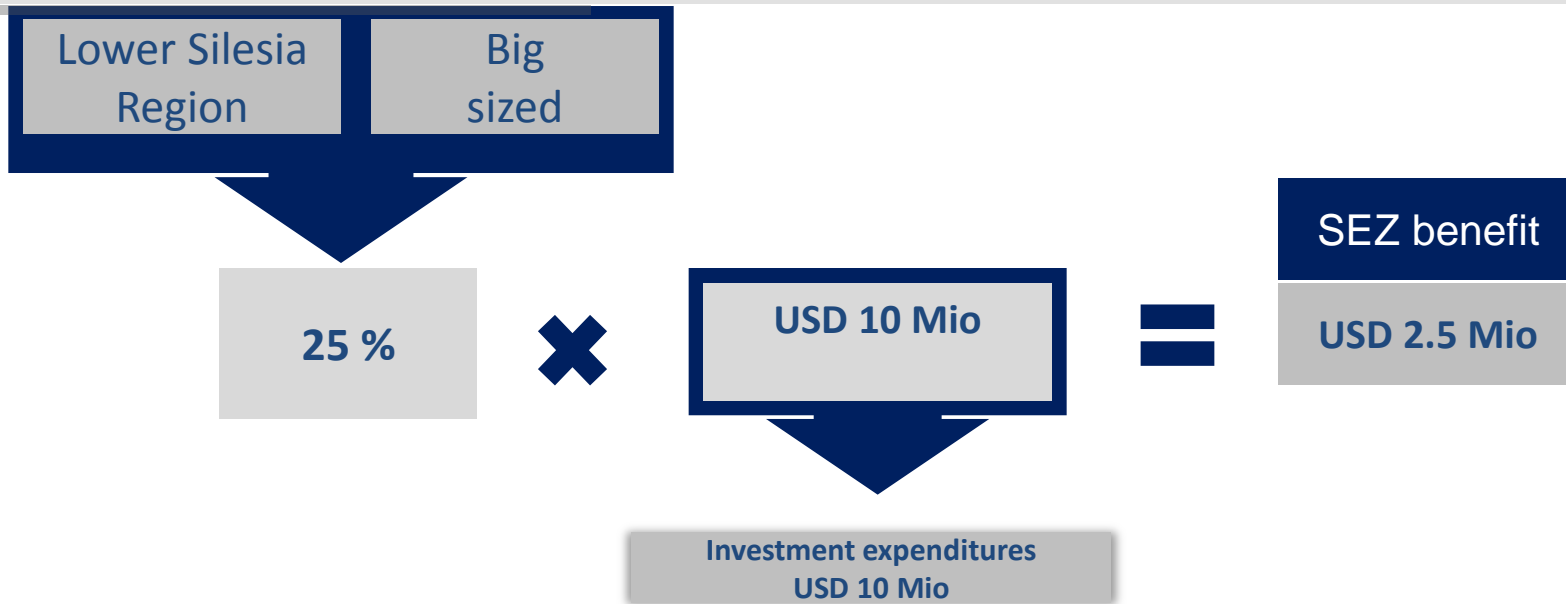 Lower Silesia
Region
Big
sized
25 %
USD 10 Mio
SEZ benefit
USD 2.5 Mio
Investment expenditures
USD 10 Mio